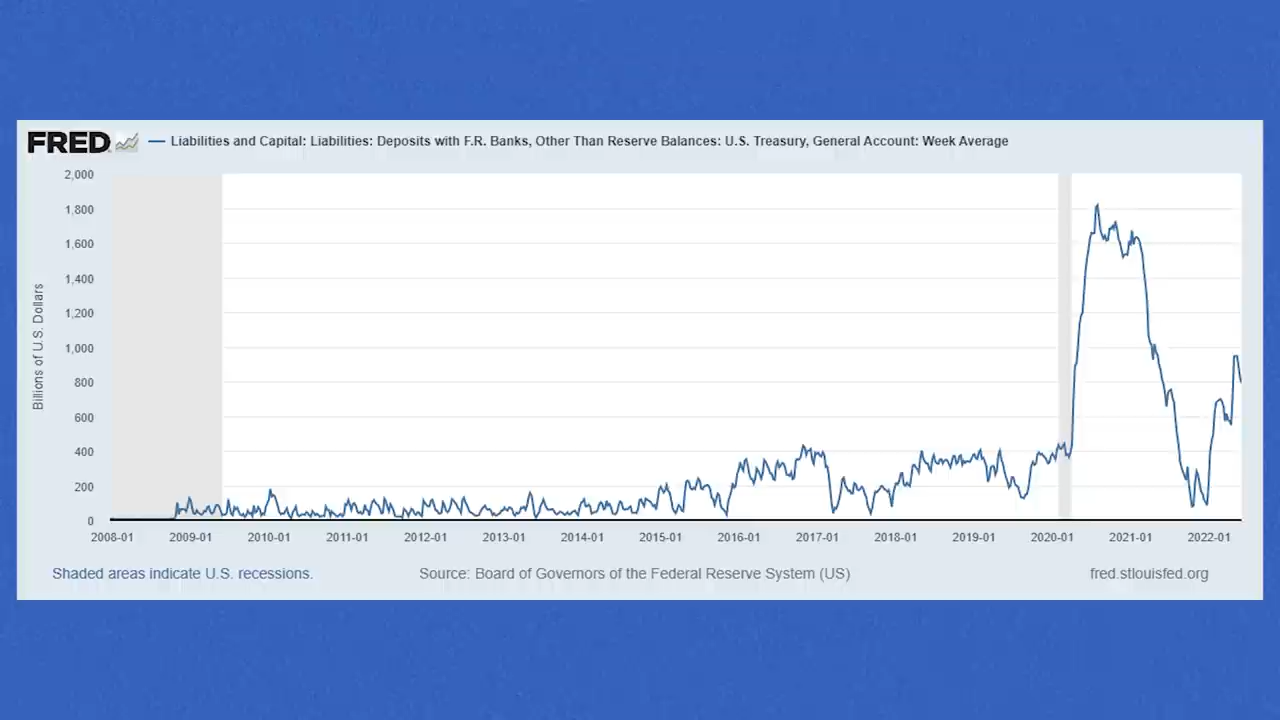 FRED Liabilities and Capital: Liabilities: Deposits with F.R. Banks, Other Than Reserve Balances: U.S. Treasury, General Account: Week Average
2,000
1,800
1,600
1,400
1,200
1,000
800
600
400
200
0
Billions of U.S. Dollars
2008-01 2009-01 2010-01 2011-01 2012-01 2013-01 2014-01 2015-01 2016-01 2017-01 2018-01 2019-01 2020-01 2021-01 2022-01
Shaded areas indicate U.S. recessions. Source: Board of Governors of the Federal Reserve System (US) fred.stlouisfed.org